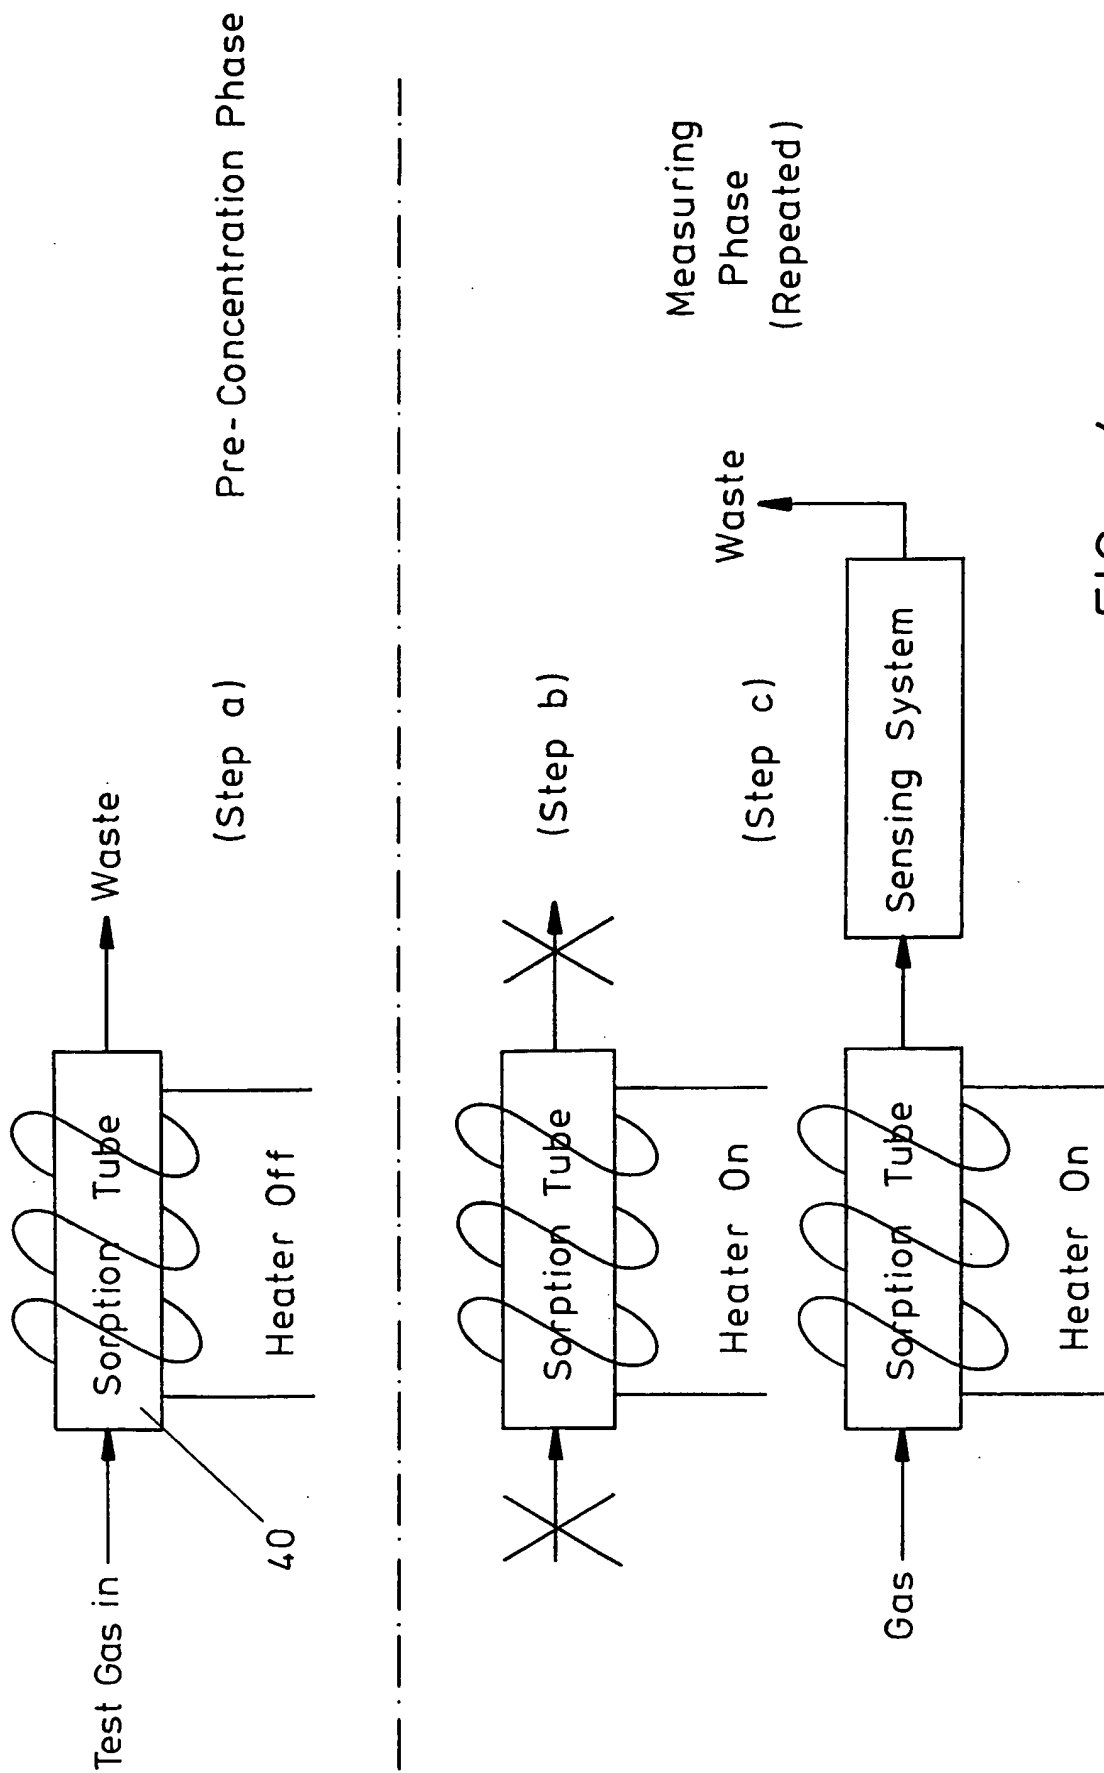 Test Gas in
Sorption Tube
Waste
40
Heater Off
(Step a)
Pre-Concentration Phase
Sorption Tube
Heater On
(Step b)
Measuring
Phase
(Repeated)
Gas
Sorption Tube
Sensing System
Waste
(Step c)
Heater On